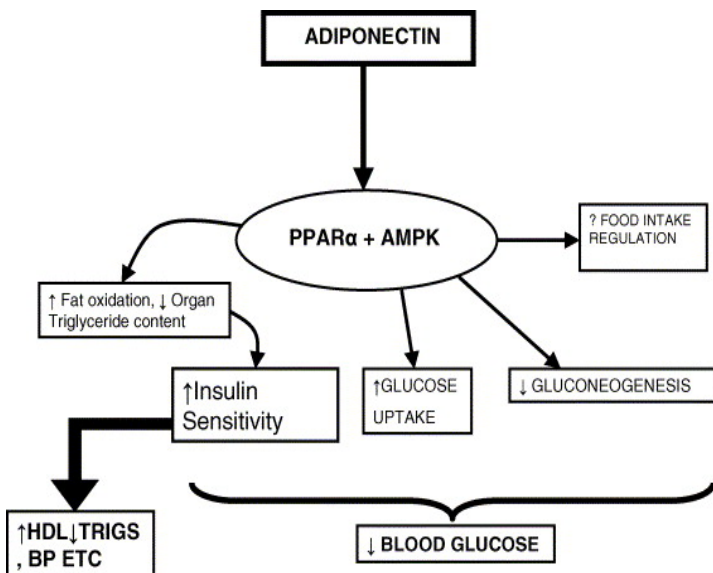 ADIPONECTIN
PPARα + AMPK
? FOOD INTAKE
REGULATION
↑ Fat oxidation, ↓ Organ
Triglyceride content
↑Insulin
Sensitivity
↑GLUCOSE
UPTAKE
↓ GLUCONEOGENESIS
↑HDL↓TRIGS
, BP ETC
↓ BLOOD GLUCOSE